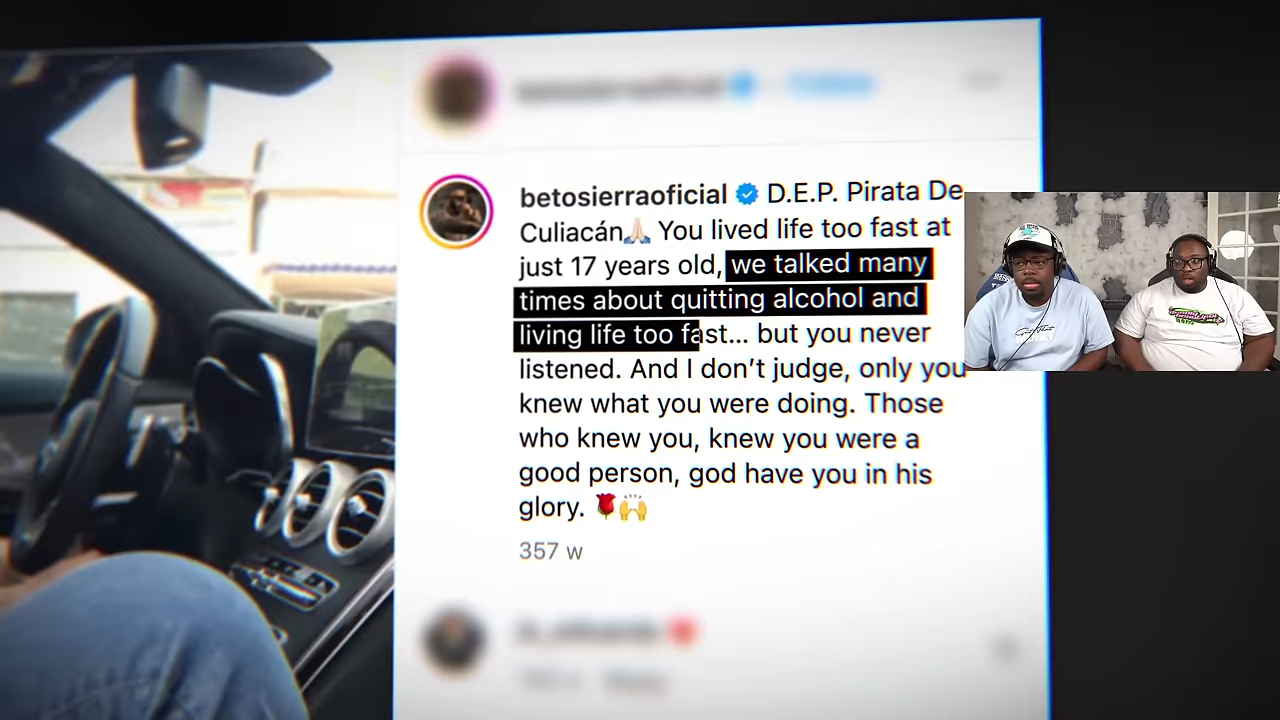 betosierraoficial D.E.P. Pirata De
Culiacán🙏🏻 You lived life too fast at
just 17 years old, we talked many
times about quitting alcohol and
living life too fast... but you never
listened. And I don't judge, only you
knew what you were doing. Those
who knew you, knew you were a
good person, god have you in his
glory. 🌹🙌
357 w